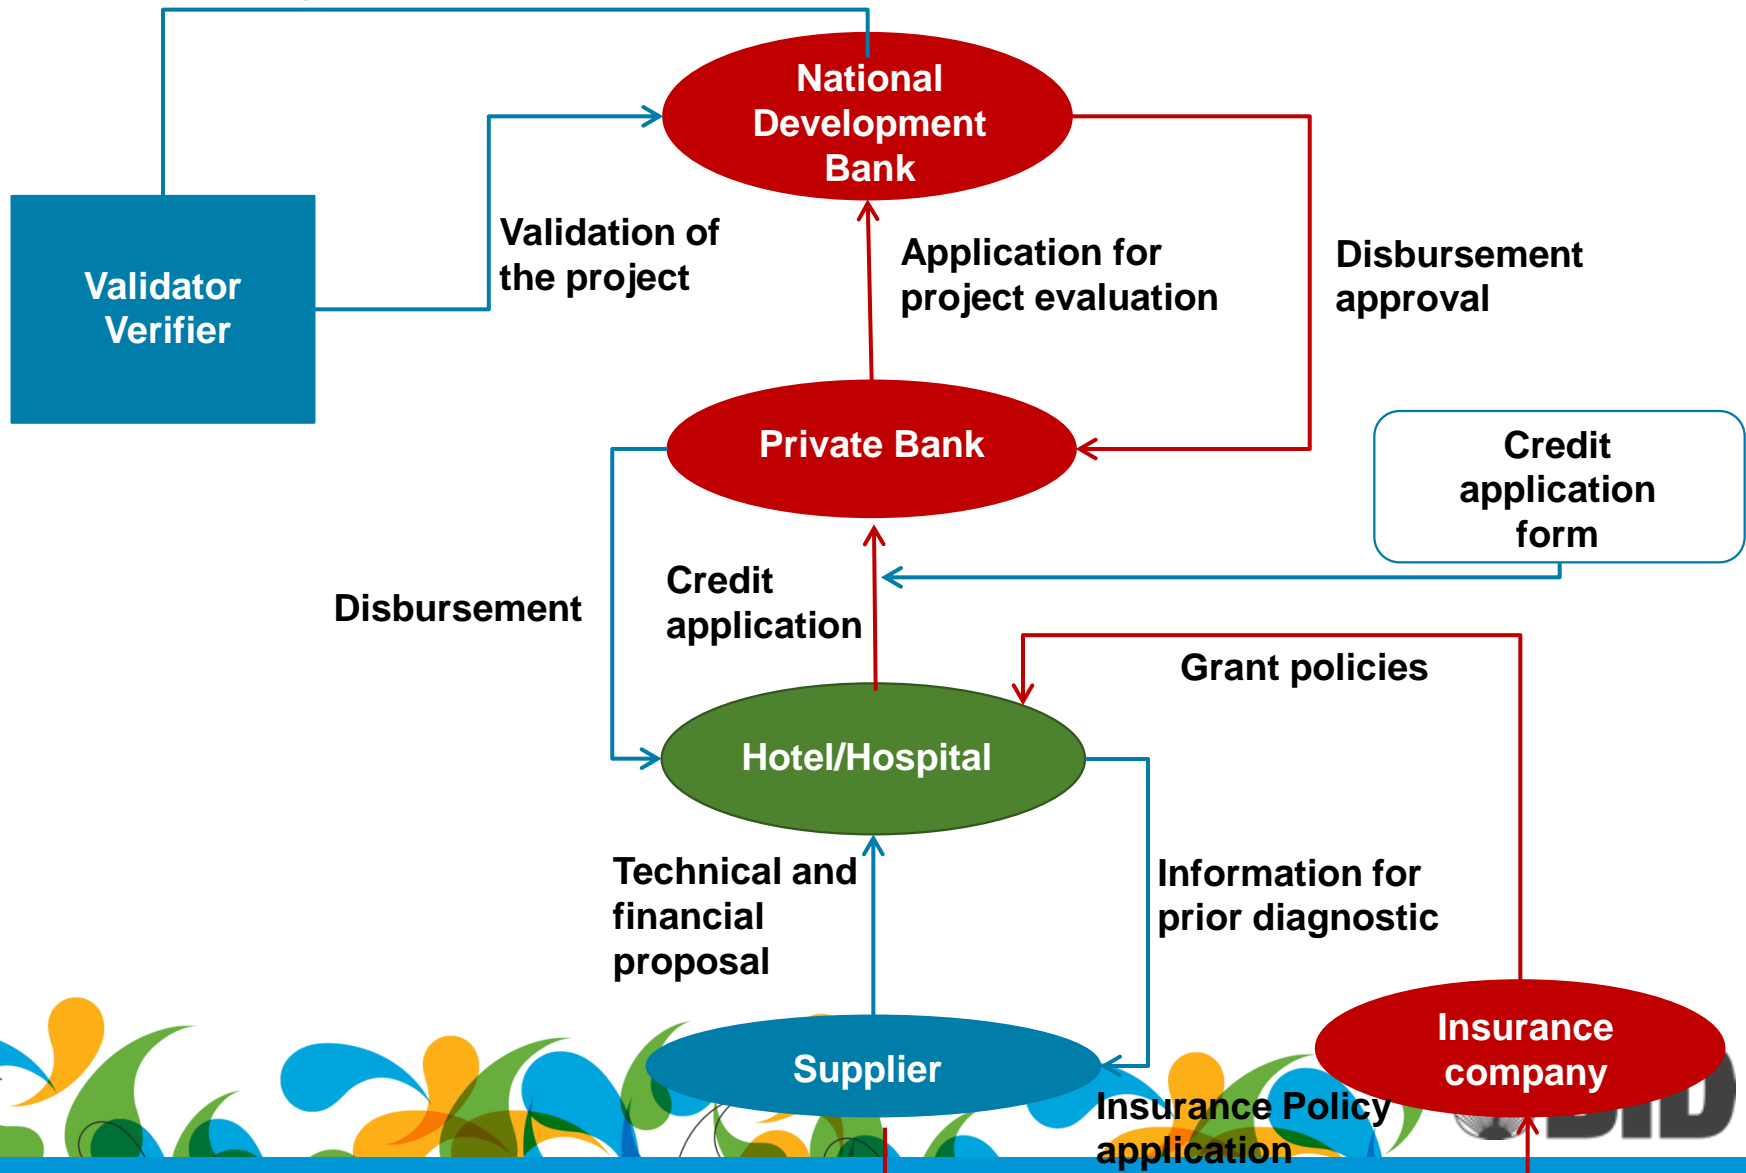 National
Development
Bank
Validation of
the project
Application for
project evaluation
Disbursement
approval
Validator
Verifier
Private Bank
Credit
application
form
Disbursement
Credit
application
Grant policies
Hotel/Hospital
Technical and
financial
proposal
Information for
prior diagnostic
Supplier
Insurance
company
BID
Insurance Policy
application